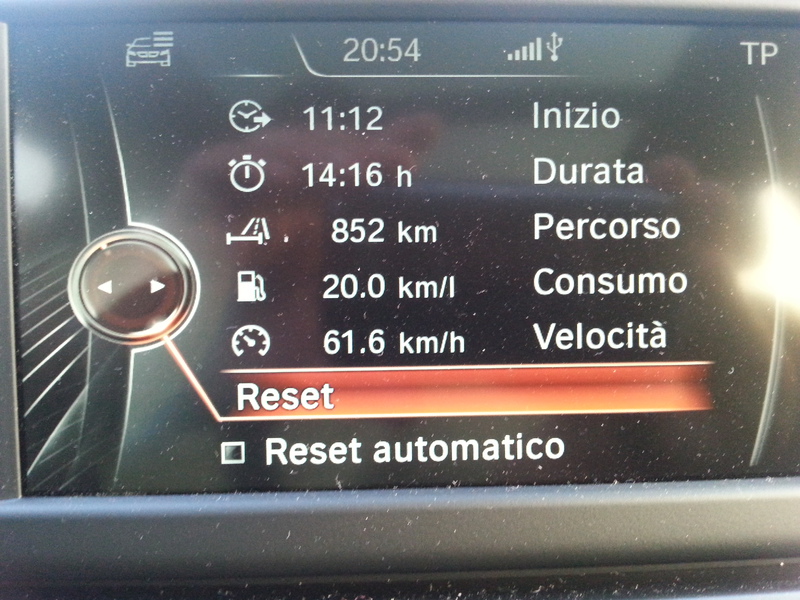 20:54 TP
11:12 Inizio
14:16 h Durata
852 km Percorso
20.0 km/l Consumo
61.6 km/h Velocità
Reset
Reset automatico